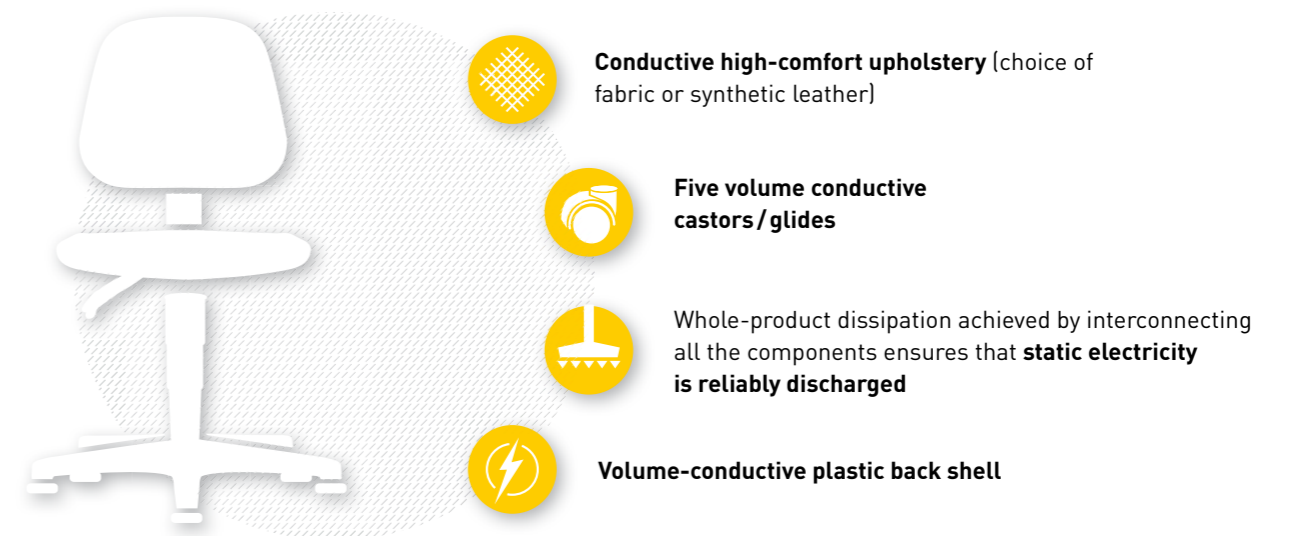 Conductive high-comfort upholstery (choice of
fabric or synthetic leather)
Five volume conductive
castors/glides
Whole-product dissipation achieved by interconnecting
all the components ensures that static electricity
is reliably discharged
Volume-conductive plastic back shell